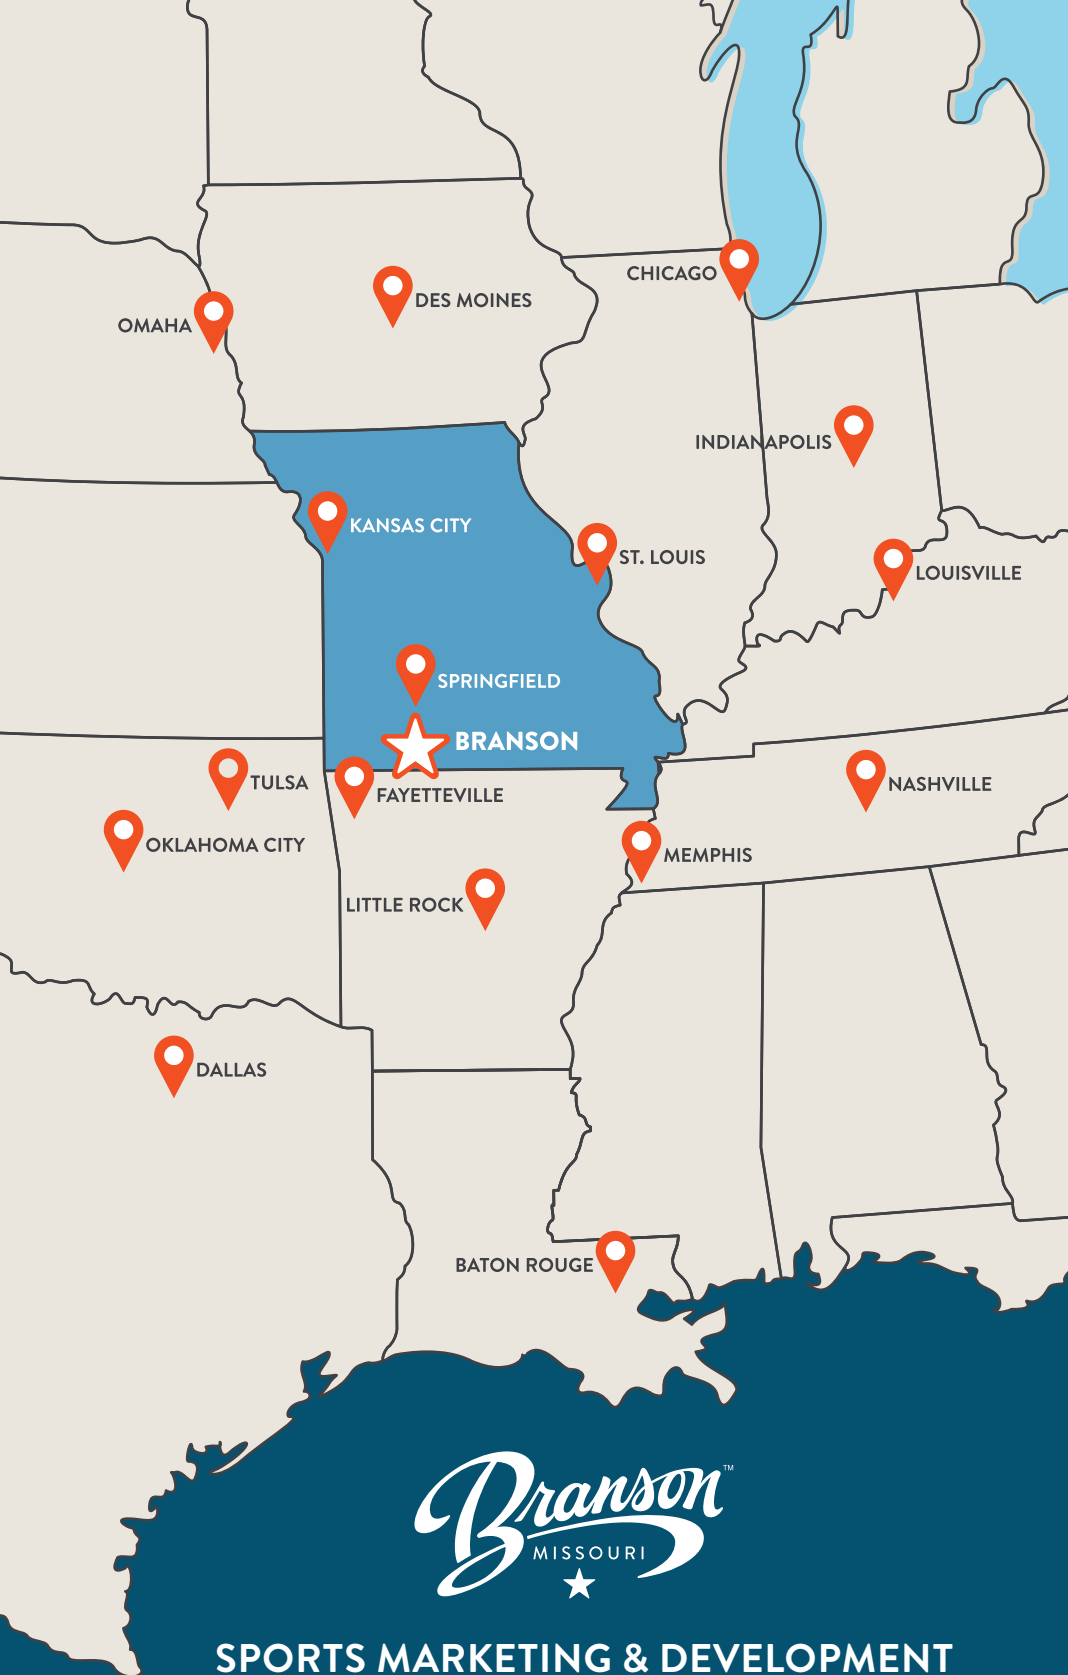 CHICAGO
DES MOINES
OMAHA
INDIANAPOLIS
KANSAS CITY
ST. LOUIS
LOUISVILLE
SPRINGFIELD
BRANSON
TULSA
FAYETTEVILLE
NASHVILLE
OKLAHOMA CITY
MEMPHIS
LITTLE ROCK
DALLAS
BATON ROUGE
Branson™
MISSOURI
SPORTS MARKETING & DEVELOPMENT